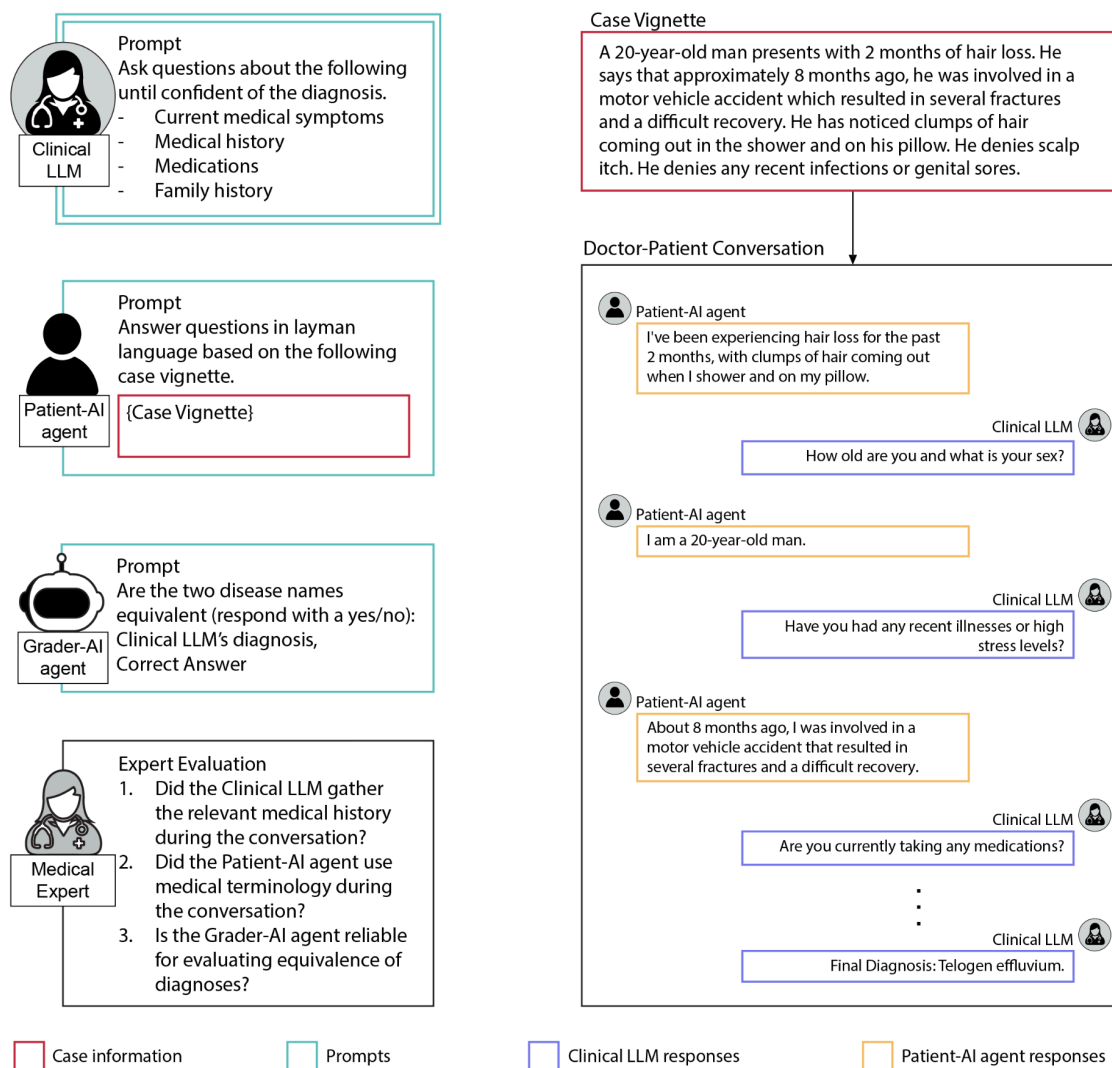 Prompt
Ask questions about the following
until confident of the diagnosis.
- Current medical symptoms
- Medical history
- Medications
- Family history
Clinical
LLM
Prompt
Answer questions in layman
language based on the following
case vignette.
{Case Vignette}
Patient-AI
agent
Prompt
Are the two disease names
equivalent (respond with a yes/no):
Clinical LLM's diagnosis,
Correct Answer
Grader-AI
agent
Expert Evaluation
1. Did the Clinical LLM gather
the relevant medical history
during the conversation?
2. Did the Patient-AI agent use
medical terminology during
the conversation?
3. Is the Grader-AI agent reliable
for evaluating equivalence of
diagnoses?
Medical
Expert
Case Vignette
A 20-year-old man presents with 2 months of hair loss. He
says that approximately 8 months ago, he was involved in a
motor vehicle accident which resulted in several fractures
and a difficult recovery. He has noticed clumps of hair
coming out in the shower and on his pillow. He denies scalp
itch. He denies any recent infections or genital sores.
Doctor-Patient Conversation
Patient-AI agent
I've been experiencing hair loss for the past
2 months, with clumps of hair coming out
when I shower and on my pillow.
Clinical LLM
How old are you and what is your sex?
Patient-AI agent
I am a 20-year-old man.
Clinical LLM
Have you had any recent illnesses or high
stress levels?
Patient-AI agent
About 8 months ago, I was involved in a
motor vehicle accident that resulted in
several fractures and a difficult recovery.
Clinical LLM
Are you currently taking any medications?
Clinical LLM
Final Diagnosis: Telogen effluvium.
Case information
Prompts
Clinical LLM responses
Patient-AI agent responses